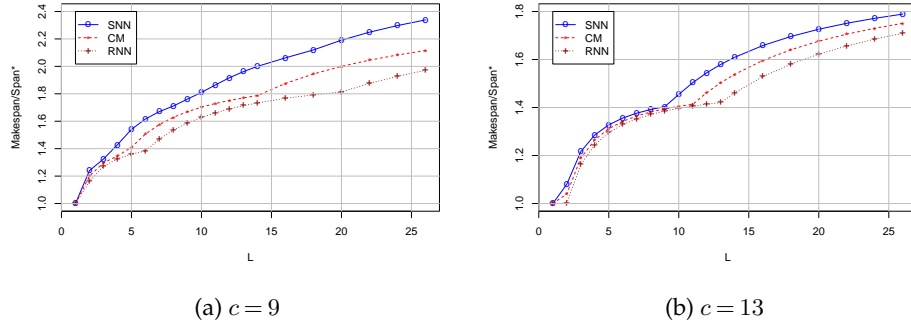 Makespan/Span*
2.4
2.2
2.0
1.8
1.6
1.4
1.2
1.0
SNN
CM
RNN
0 5 10 15 20 25
L
(a) c = 9
Makespan/Span*
1.8
1.6
1.4
1.2
1.0
SNN
CM
RNN
0 5 10 15 20 25
L
(b) c = 13